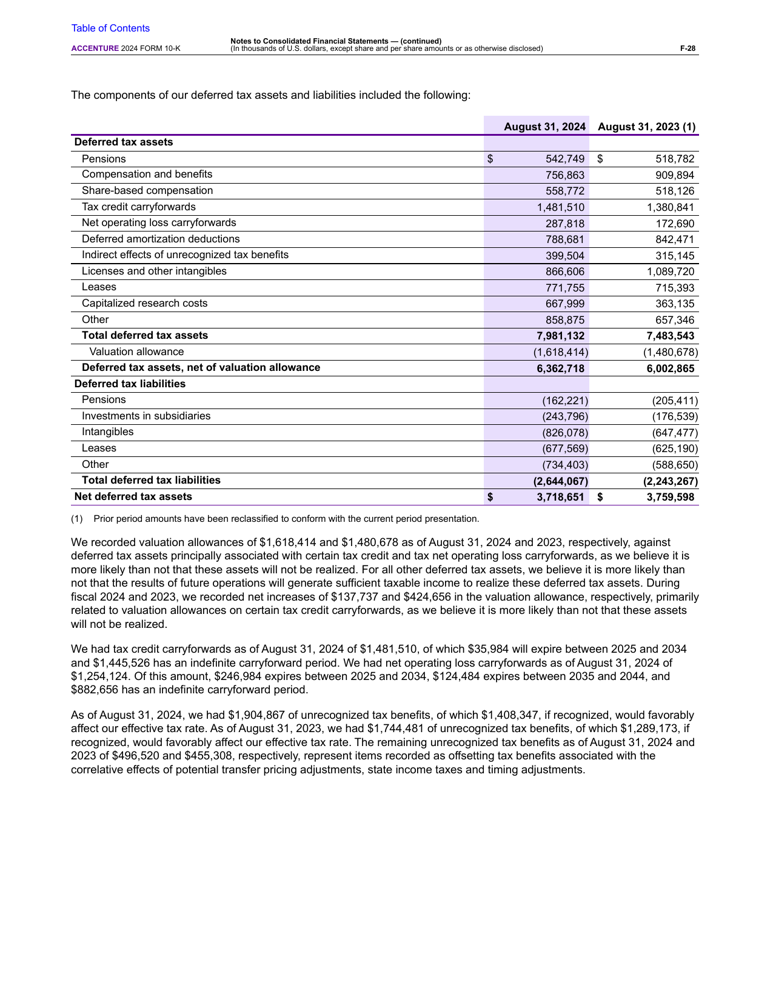 Table of Contents
Notes to Consolidated Financial Statements — (continued)
ACCENTURE 2024 FORM 10-K (In thousands of U.S. dollars, except share and per share amounts or as otherwise disclosed) F-28
The components of our deferred tax assets and liabilities included the following:
August 31, 2024 August 31, 2023 (1)
Deferred tax assets
Pensions $ 542,749 $ 518,782
Compensation and benefits 756,863 909,894
Share-based compensation 558,772 518,126
Tax credit carryforwards 1,481,510 1,380,841
Net operating loss carryforwards 287,818 172,690
Deferred amortization deductions 788,681 842,471
Indirect effects of unrecognized tax benefits 399,504 315,145
Licenses and other intangibles 866,606 1,089,720
Leases 771,755 715,393
Capitalized research costs 667,999 363,135
Other 858,875 657,346
Total deferred tax assets 7,981,132 7,483,543
Valuation allowance (1,618,414) (1,480,678)
Deferred tax assets, net of valuation allowance 6,362,718 6,002,865
Deferred tax liabilities
Pensions (162,221) (205,411)
Investments in subsidiaries (243,796) (176,539)
Intangibles (826,078) (647,477)
Leases (677,569) (625,190)
Other (734,403) (588,650)
Total deferred tax liabilities (2,644,067) (2,243,267)
Net deferred tax assets $ 3,718,651 $ 3,759,598
(1) Prior period amounts have been reclassified to conform with the current period presentation.
We recorded valuation allowances of $1,618,414 and $1,480,678 as of August 31, 2024 and 2023, respectively, against
deferred tax assets principally associated with certain tax credit and tax net operating loss carryforwards, as we believe it is
more likely than not that these assets will not be realized. For all other deferred tax assets, we believe it is more likely than
not that the results of future operations will generate sufficient taxable income to realize these deferred tax assets. During
fiscal 2024 and 2023, we recorded net increases of $137,737 and $424,656 in the valuation allowance, respectively, primarily
related to valuation allowances on certain tax credit carryforwards, as we believe it is more likely than not that these assets
will not be realized.
We had tax credit carryforwards as of August 31, 2024 of $1,481,510, of which $35,984 will expire between 2025 and 2034
and $1,445,526 has an indefinite carryforward period. We had net operating loss carryforwards as of August 31, 2024 of
$1,254,124. Of this amount, $246,984 expires between 2025 and 2034, $124,484 expires between 2035 and 2044, and
$882,656 has an indefinite carryforward period.
As of August 31, 2024, we had $1,904,867 of unrecognized tax benefits, of which $1,408,347, if recognized, would favorably
affect our effective tax rate. As of August 31, 2023, we had $1,744,481 of unrecognized tax benefits, of which $1,289,173, if
recognized, would favorably affect our effective tax rate. The remaining unrecognized tax benefits as of August 31, 2024 and
2023 of $496,520 and $455,308, respectively, represent items recorded as offsetting tax benefits associated with the
correlative effects of potential transfer pricing adjustments, state income taxes and timing adjustments.